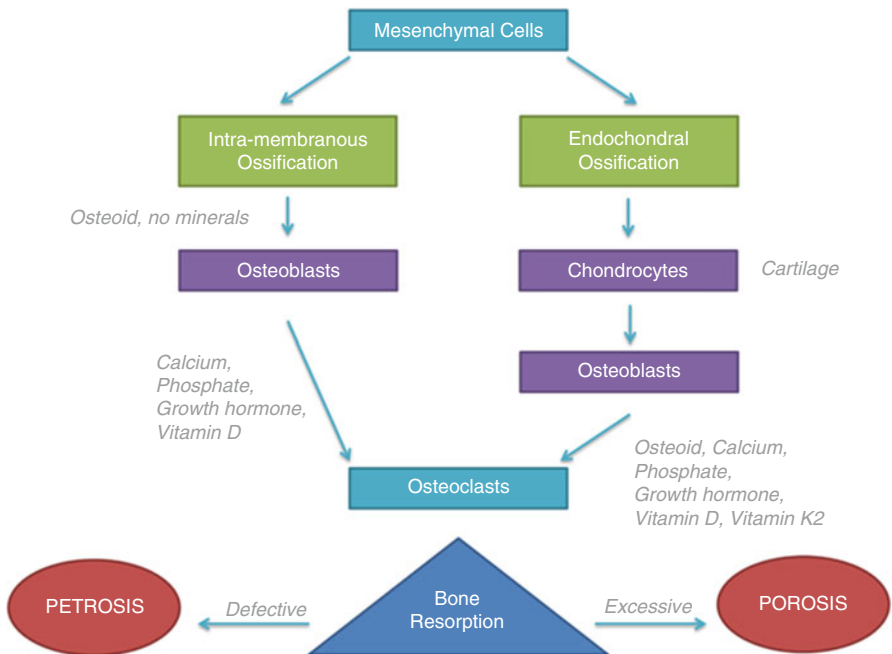 Mesenchymal Cells
Intra-membranous
Ossification
Endochondral
Ossification
Osteoid, no minerals
Osteoblasts
Chondrocytes
Cartilage
Calcium,
Phosphate,
Growth hormone,
Vitamin D
Osteoblasts
Osteoid, Calcium,
Phosphate,
Growth hormone,
Vitamin D, Vitamin K2
Osteoclasts
PETROSIS
Defective
Bone
Resorption
Excessive
POROSIS